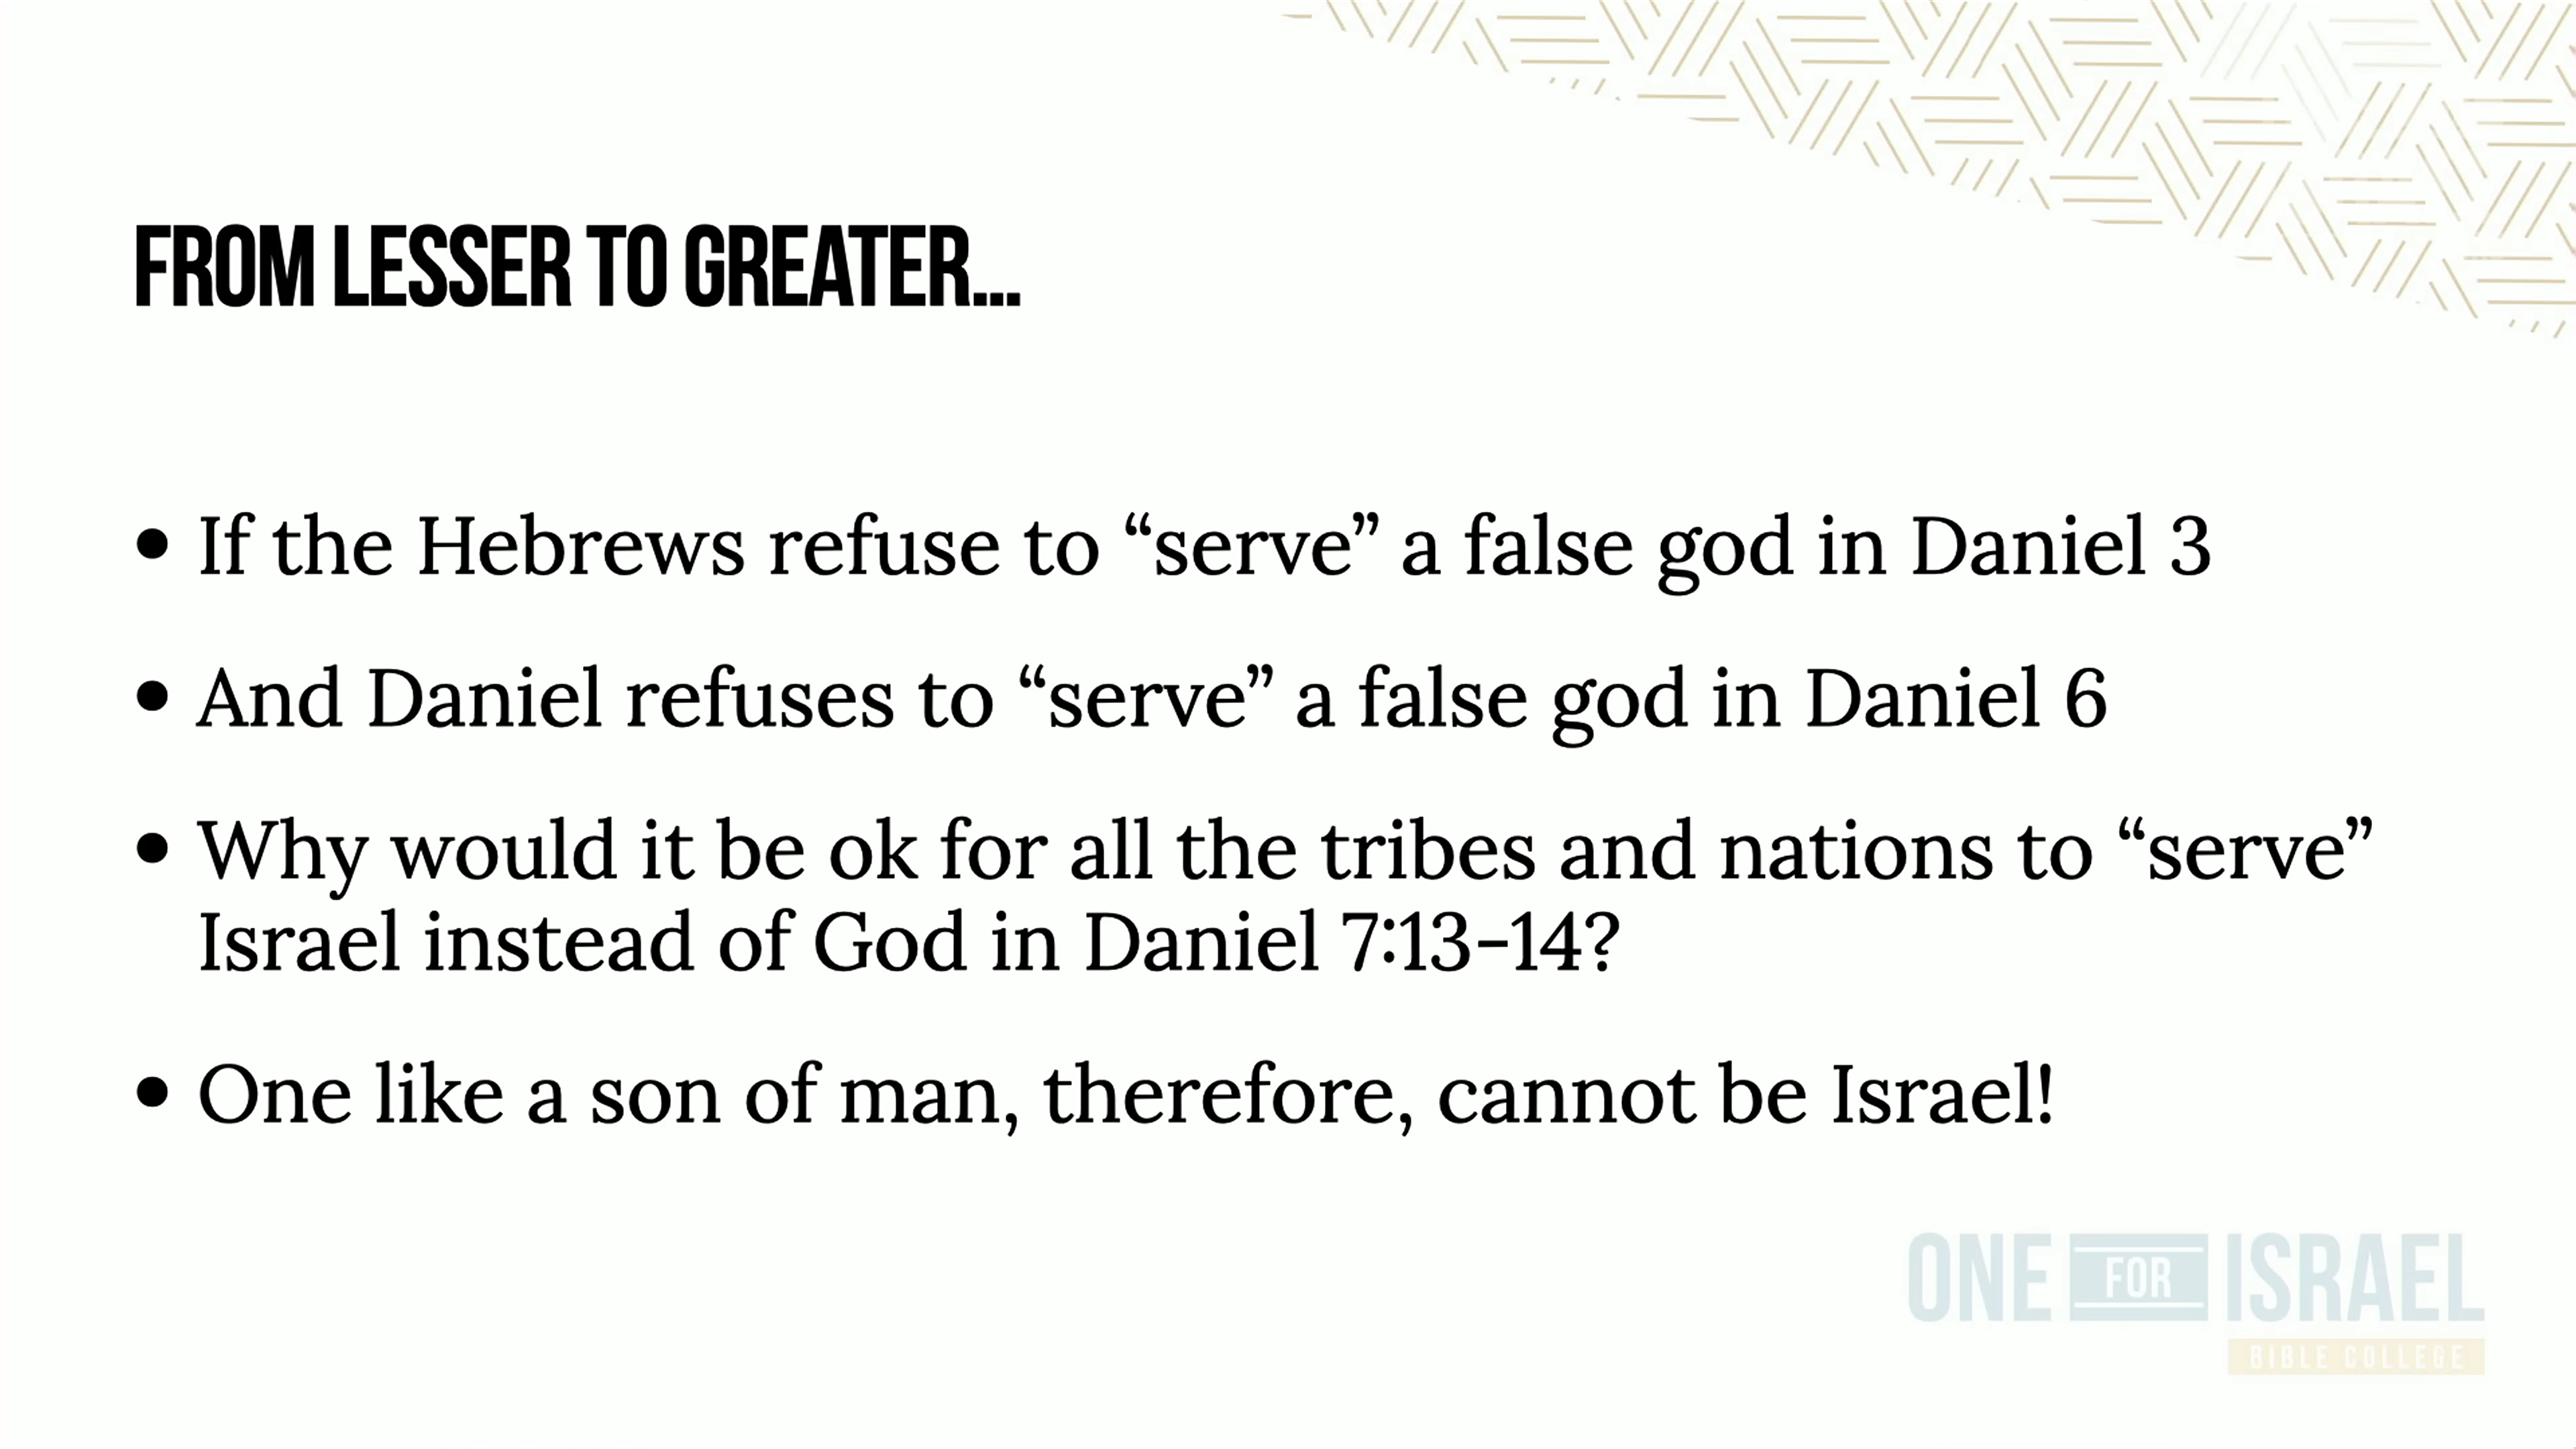 FROM LESSER TO GREATER...
• If the Hebrews refuse to “serve” a false god in Daniel 3
• And Daniel refuses to “serve” a false god in Daniel 6
• Why would it be ok for all the tribes and nations to “serve”
Israel instead of God in Daniel 7:13-14?
• One like a son of man, therefore, cannot be Israel!
ONE FOR ISRAEL
BIBLE COLLEGE